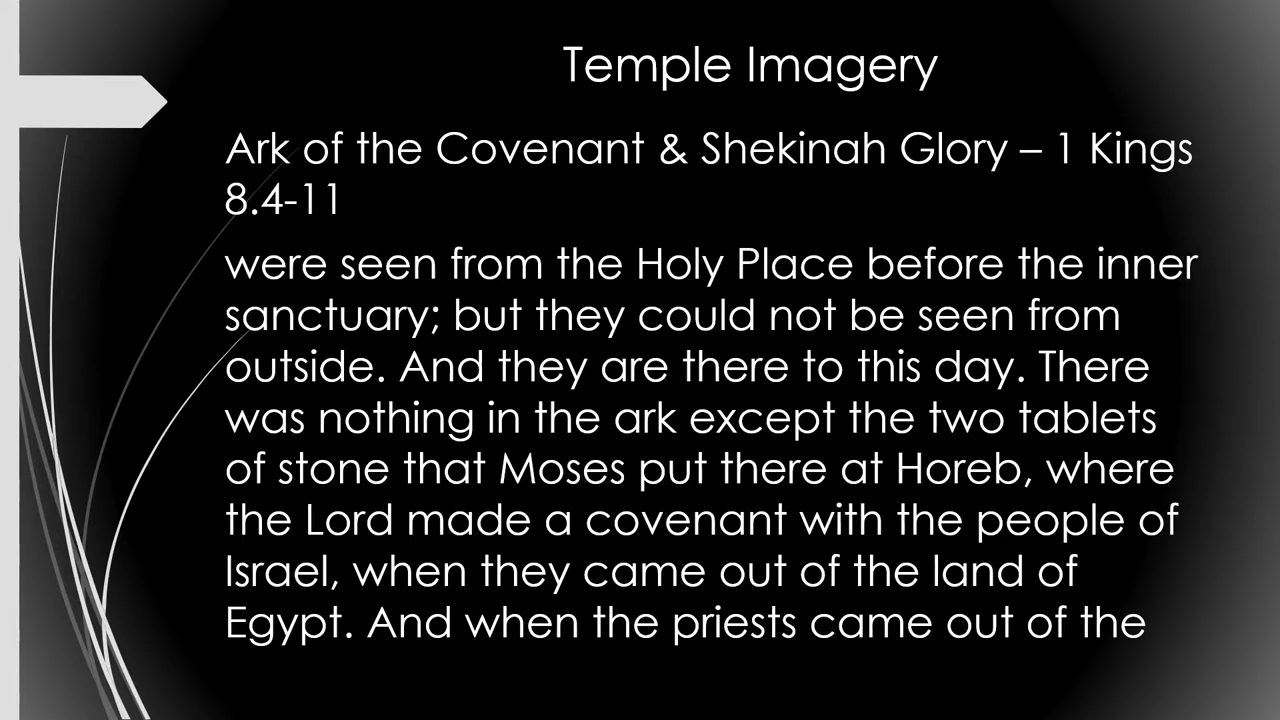 Temple Imagery
Ark of the Covenant & Shekinah Glory – 1 Kings
8.4-11
were seen from the Holy Place before the inner
sanctuary; but they could not be seen from
outside. And they are there to this day. There
was nothing in the ark except the two tablets
of stone that Moses put there at Horeb, where
the Lord made a covenant with the people of
Israel, when they came out of the land of
Egypt. And when the priests came out of the